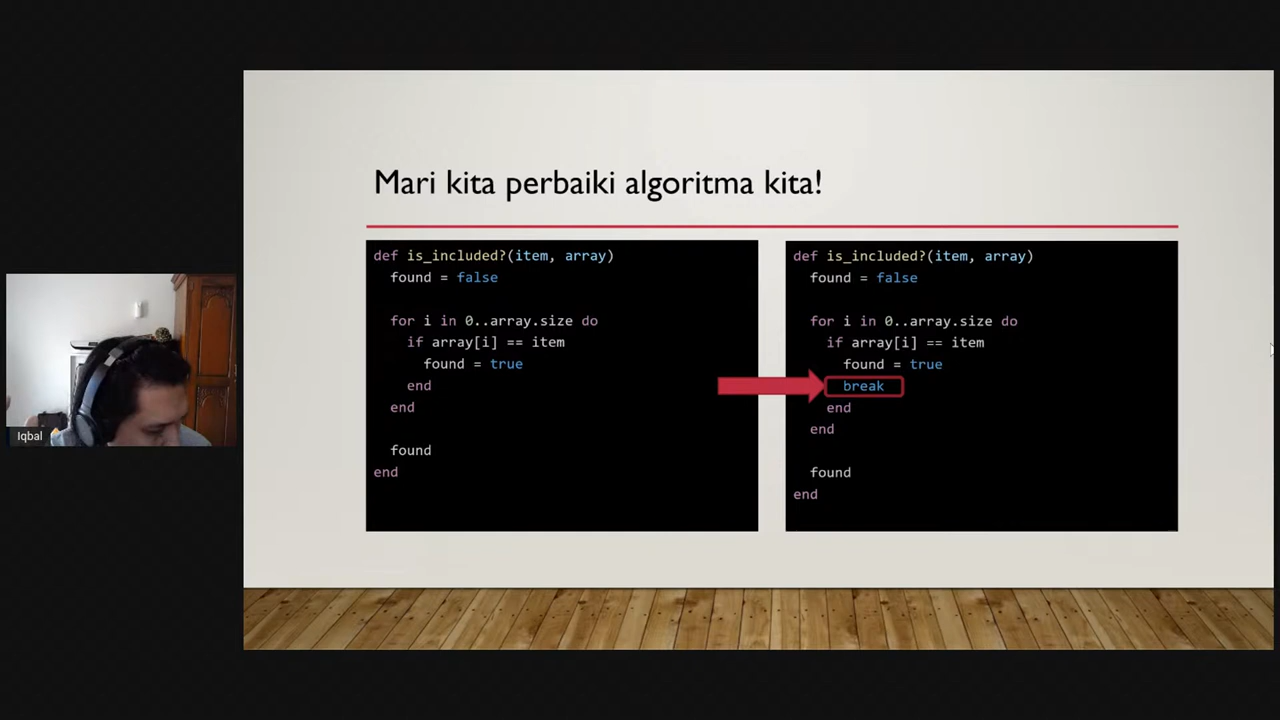 Mari kita perbaiki algoritma kita!
def is_included?(item, array)
found = false
for i in 0..array.size do
if array[i] == item
found = true
end
end
found
end
def is_included?(item, array)
found = false
for i in 0..array.size do
if array[i] == item
found = true
break
end
end
found
end
Iqbal